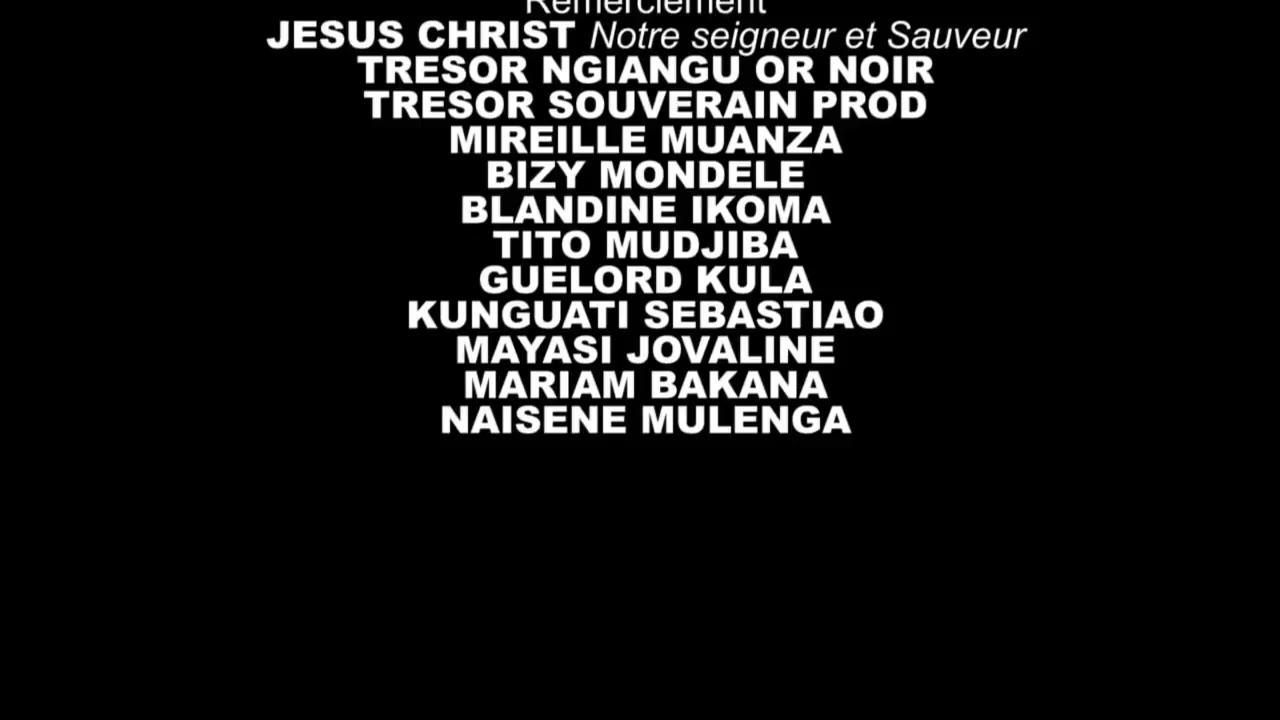 Remerciement
JESUS CHRIST Notre seigneur et Sauveur
TRESOR NGIANGU OR NOIR
TRESOR SOUVERAIN PROD
MIREILLE MUANZA
BIZY MONDELE
BLANDINE IKOMA
TITO MUDJIBA
GUELORD KULA
KUNGUATI SEBASTIAO
MAYASI JOVALINE
MARIAM BAKANA
NAISENE MULENGA